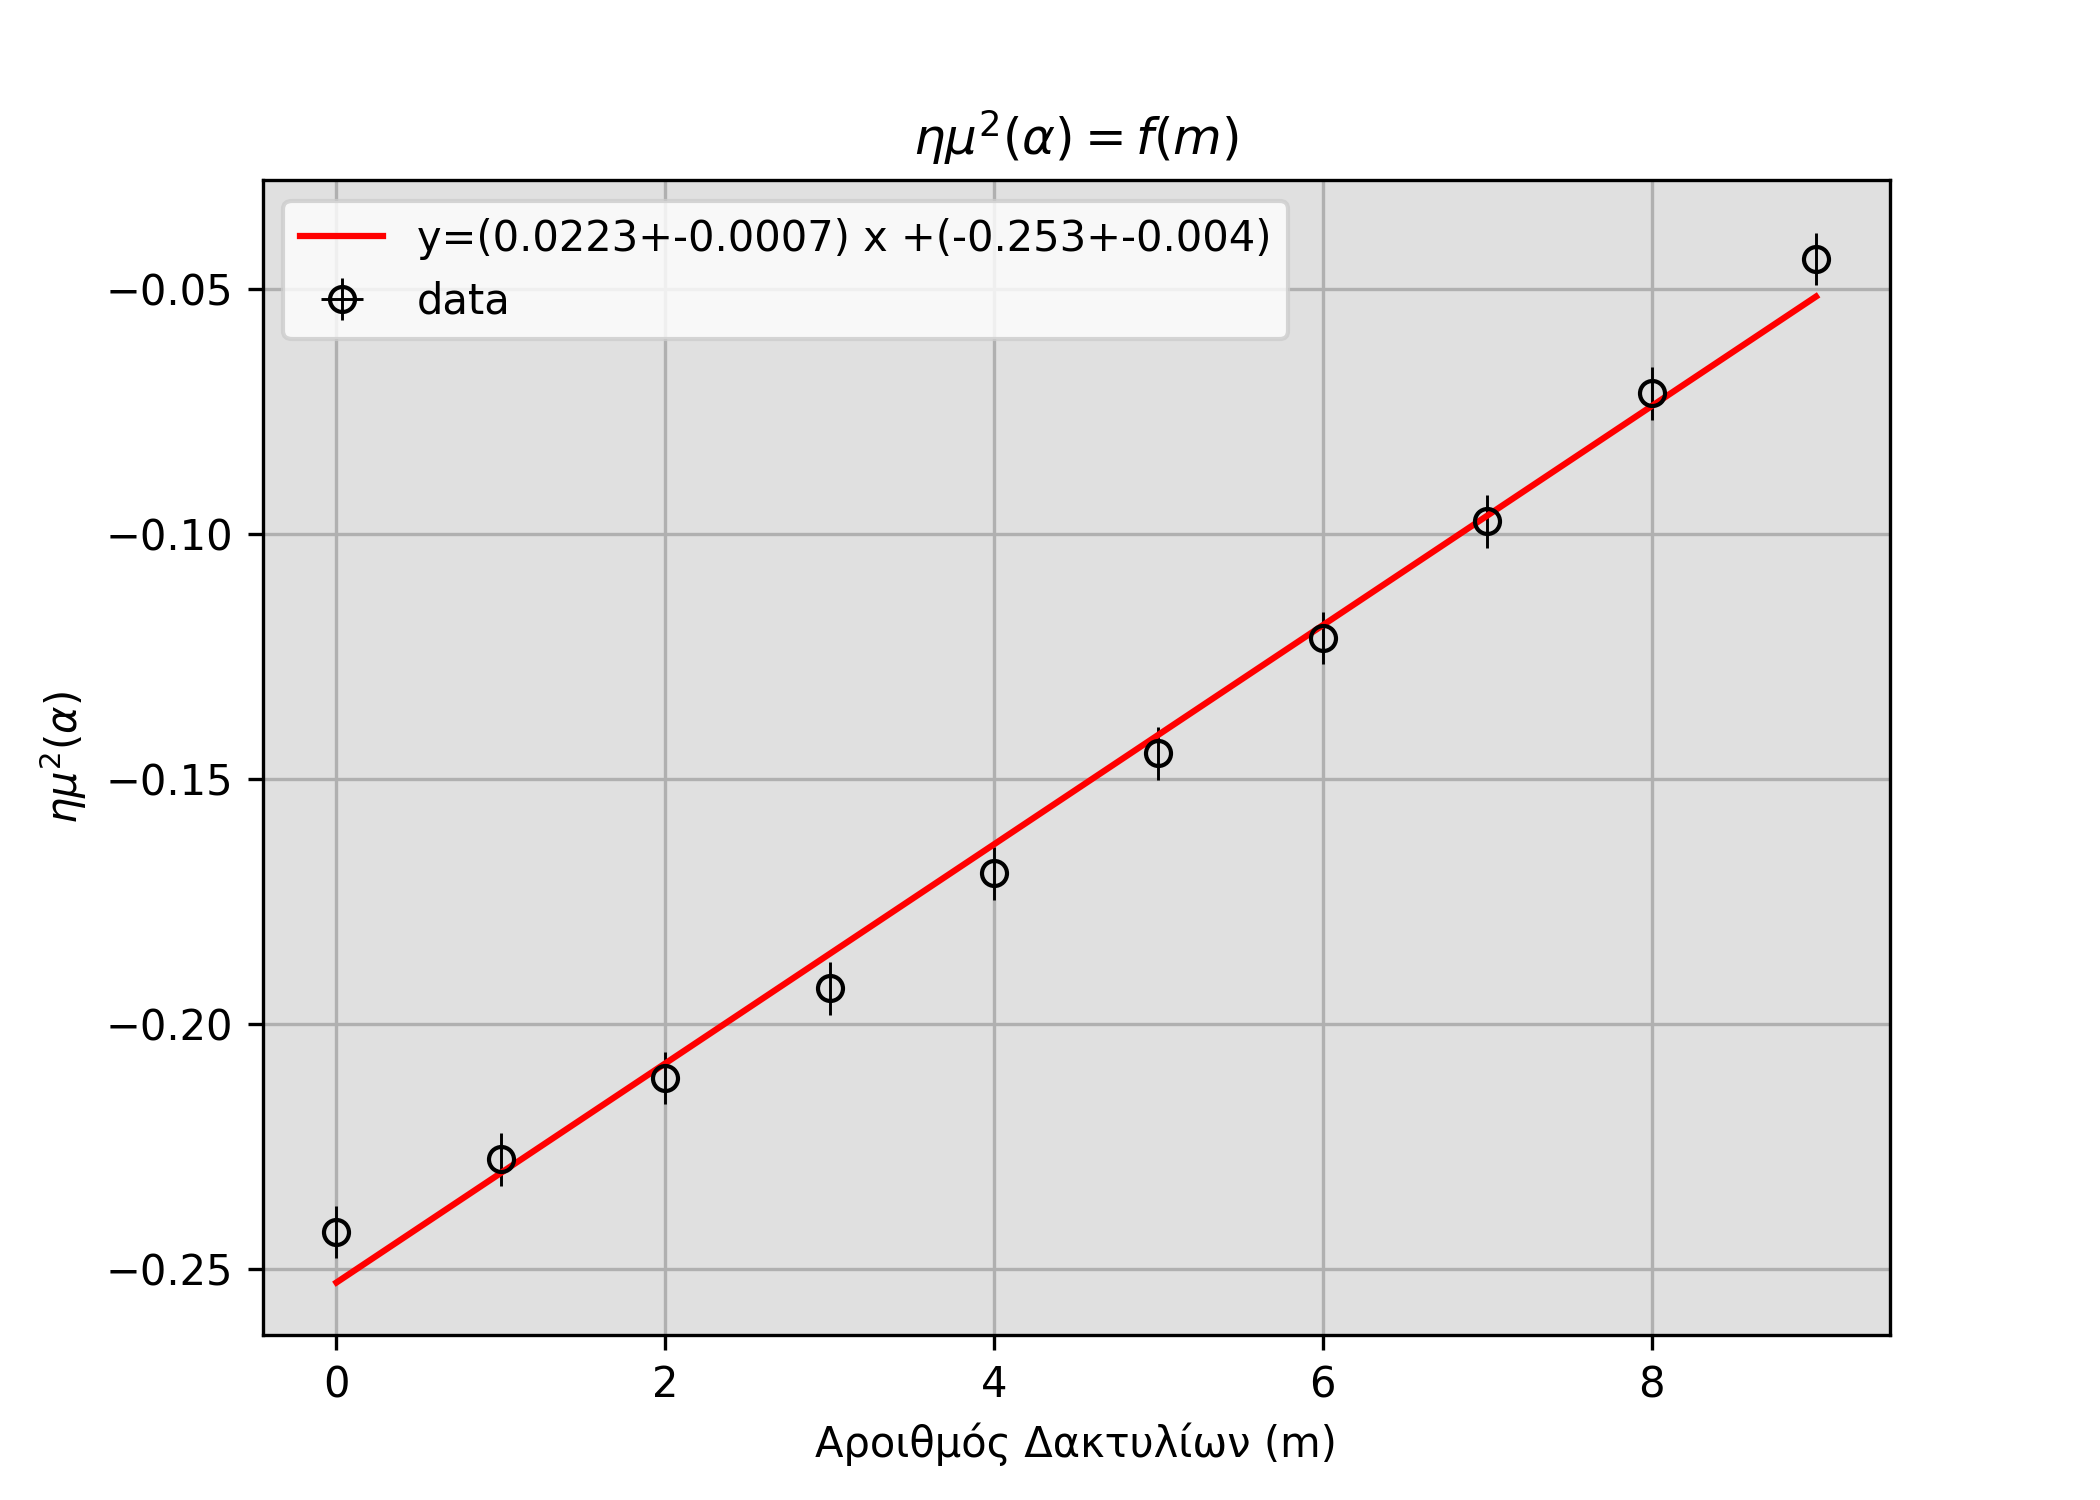 ημ²(α) = f(m)
y=(0.0223+-0.0007) x +(-0.253+-0.004)
data
−0.05
−0.10
−0.15
−0.20
−0.25
ημ²(α)
0 2 4 6 8
Αροιθμός Δακτυλίων (m)